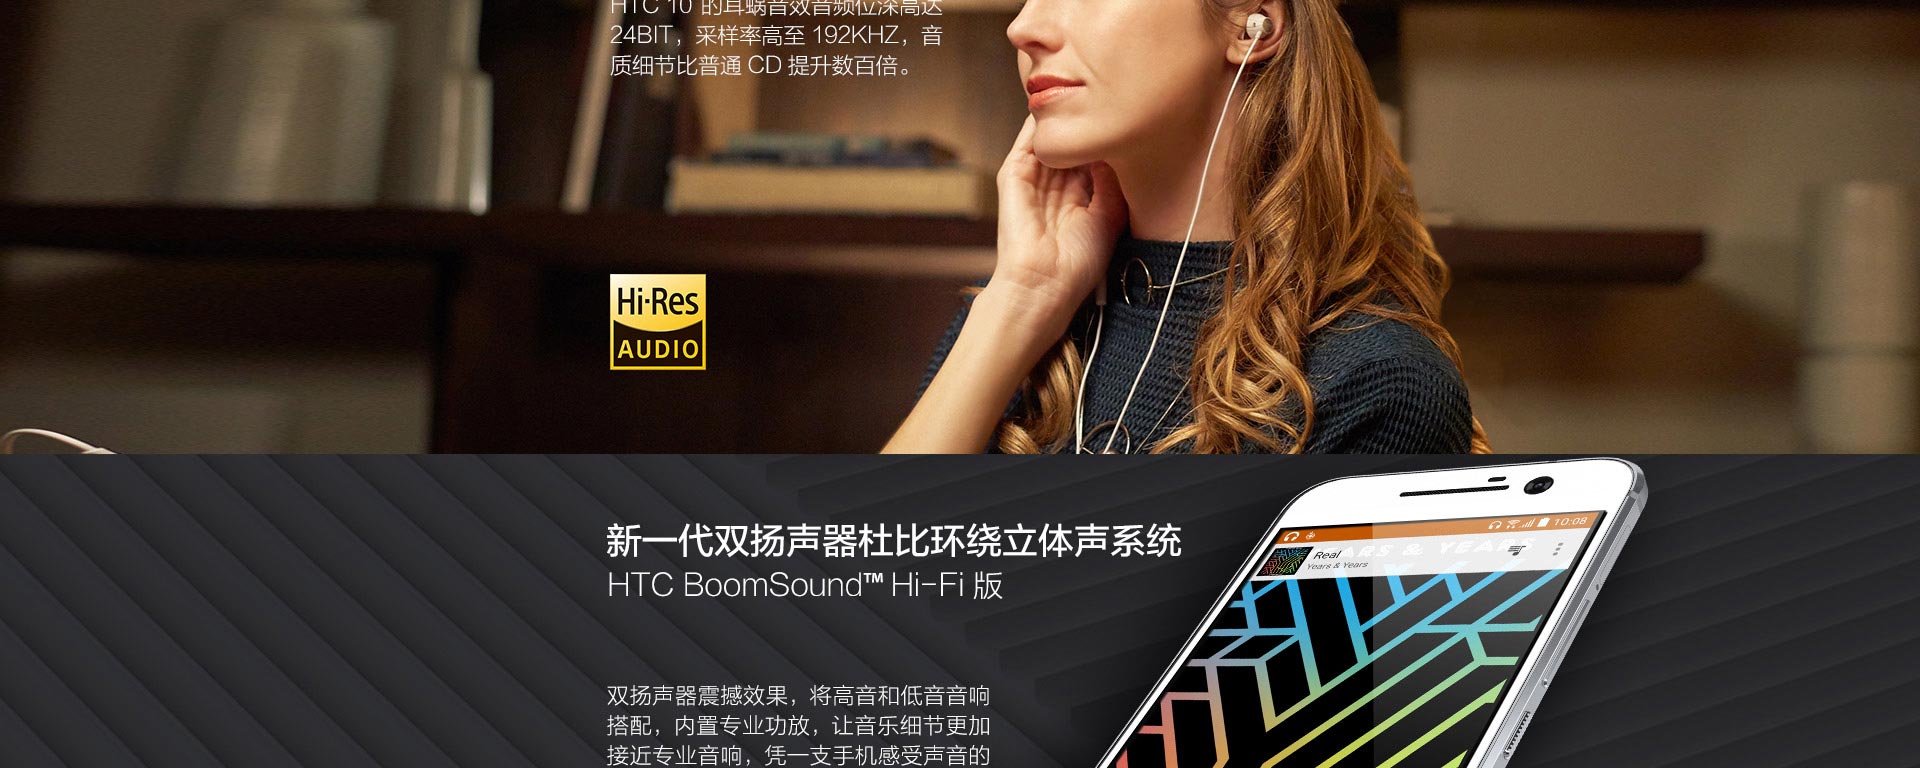 HTC 10 的耳蜗音效音频位深高达
24BIT，采样率高至 192KHZ，音
质细节比普通 CD 提升数百倍。
Hi-Res
AUDIO
新一代双扬声器杜比环绕立体声系统
HTC BoomSound™ Hi-Fi 版
10:08
Real
Years & Years
YEARS
双扬声器震撼效果，将高音和低音音响
搭配，内置专业功放，让音乐细节更加
接近专业音响，凭一支手机感受声音的